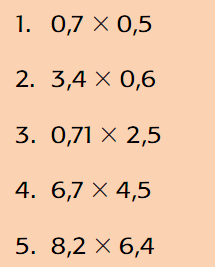 1. 0,7 × 0,5
2. 3,4 × 0,6
3. 0,71 × 2,5
4. 6,7 × 4,5
5. 8,2 × 6,4